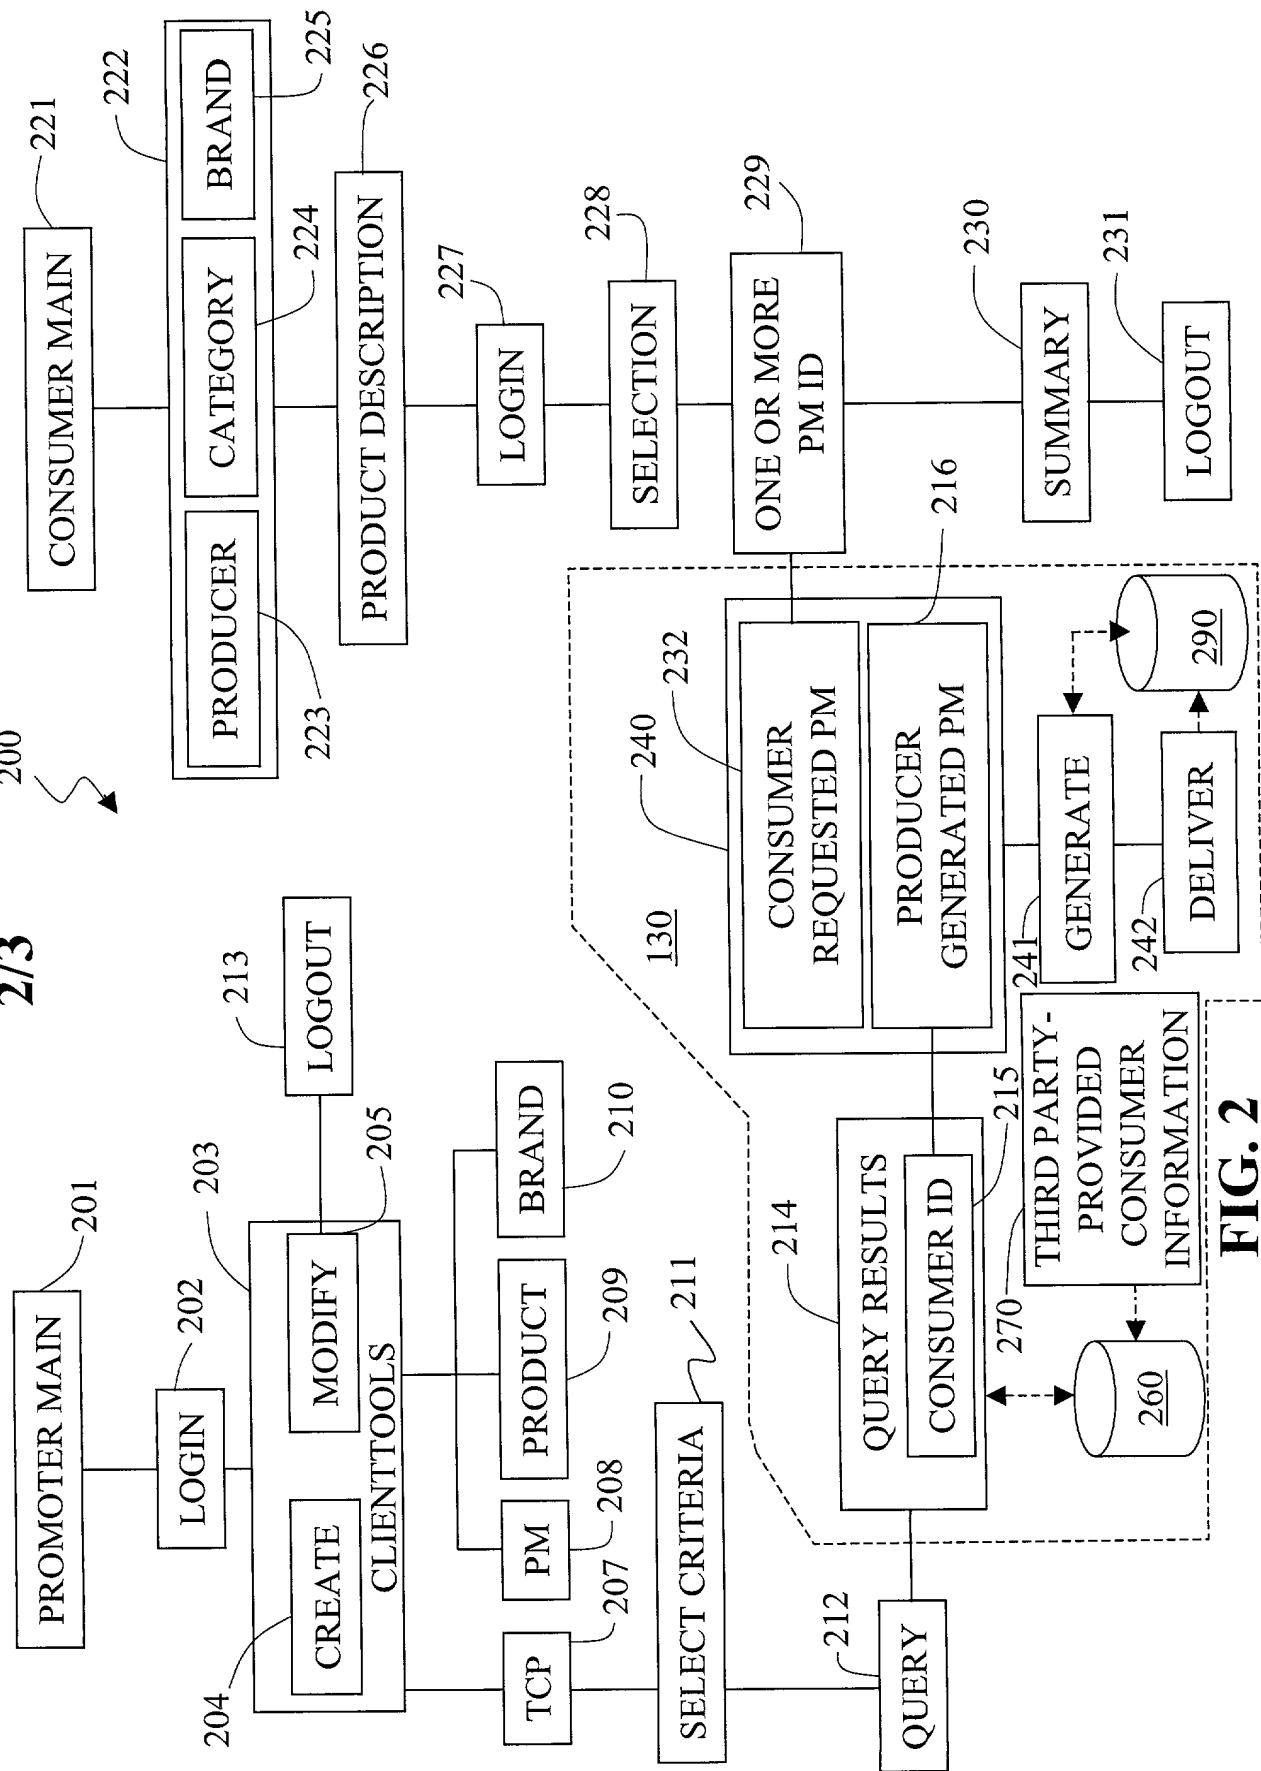 2/3
200
PROMOTER MAIN
201
LOGIN
202
203
CREATE
204
MODIFY
205
CLIENTTOOLS
LOGOUT
213
TCP
207
PM
208
PRODUCT
209
BRAND
210
SELECT CRITERIA
211
QUERY
212
CONSUMER MAIN
221
222
PRODUCER
223
CATEGORY
224
BRAND
225
PRODUCT DESCRIPTION
226
LOGIN
227
SELECTION
228
ONE OR MORE
PM ID
229
SUMMARY
230
LOGOUT
231
130
QUERY RESULTS
214
CONSUMER ID
215
240
CONSUMER
REQUESTED PM
232
PRODUCER
GENERATED PM
216
GENERATE
241
DELIVER
242
290
260
THIRD PARTY-
PROVIDED
CONSUMER
INFORMATION
270
FIG. 2